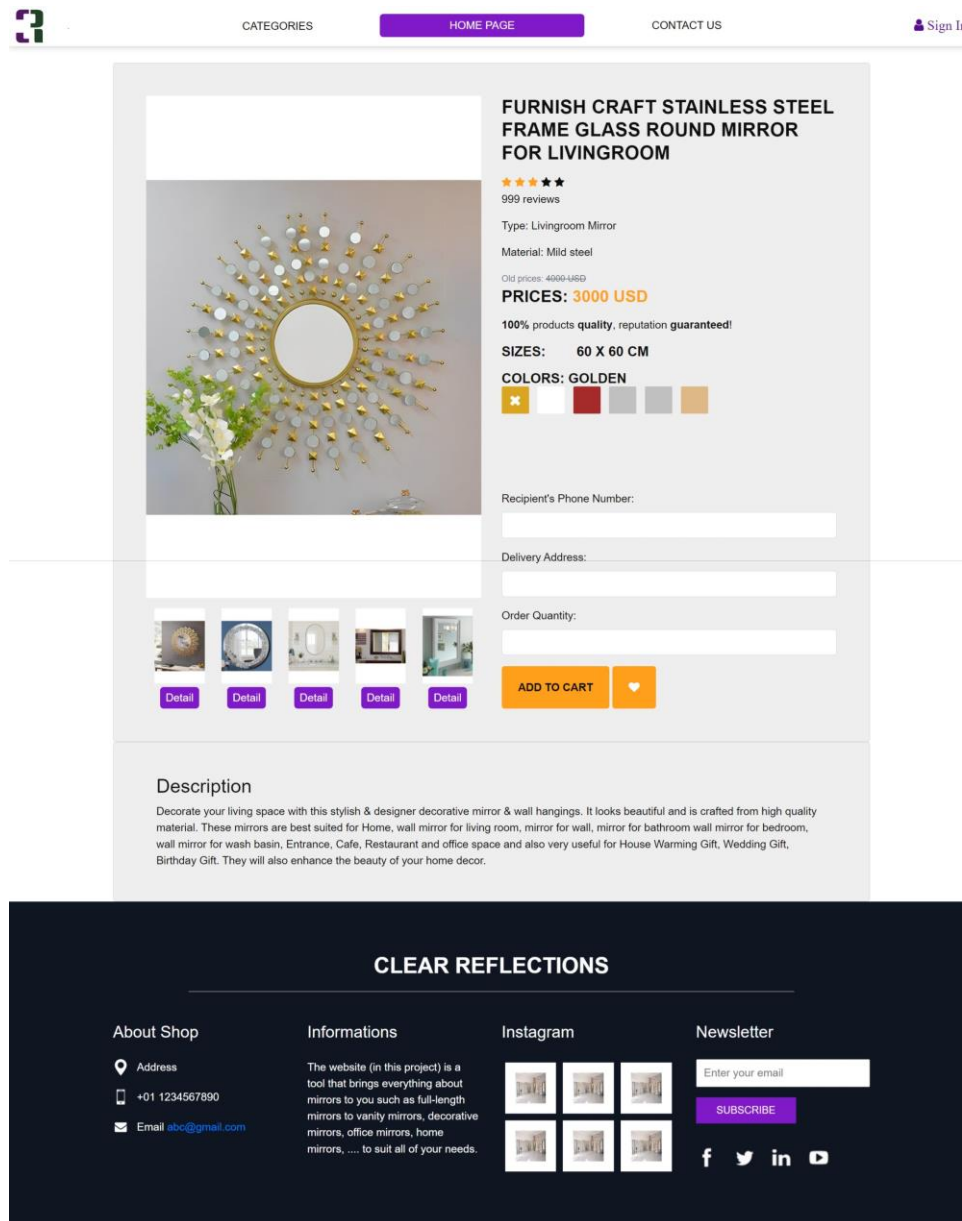 CATEGORIES
HOME PAGE
CONTACT US
Sign In
FURNISH CRAFT STAINLESS STEEL
FRAME GLASS ROUND MIRROR
FOR LIVINGROOM
999 reviews
Type: Livingroom Mirror
Material: Mild steel
Old prices: 4000 USD
PRICES: 3000 USD
100% products quality, reputation guaranteed!
SIZES: 60 X 60 CM
COLORS: GOLDEN
Recipient's Phone Number:
Delivery Address:
Order Quantity:
ADD TO CART
Detail
Detail
Detail
Detail
Detail
Description
Decorate your living space with this stylish & designer decorative mirror & wall hangings. It looks beautiful and is crafted from high quality
material. These mirrors are best suited for Home, wall mirror for living room, mirror for wall, mirror for bathroom wall mirror for bedroom,
wall mirror for wash basin, Entrance, Cafe, Restaurant and office space and also very useful for House Warming Gift, Wedding Gift,
Birthday Gift. They will also enhance the beauty of your home decor.
CLEAR REFLECTIONS
About Shop
Address
+01 1234567890
Email abc@gmail.com
Informations
The website (in this project) is a
tool that brings everything about
mirrors to you such as full-length
mirrors to vanity mirrors, decorative
mirrors, office mirrors, home
mirrors, .... to suit all of your needs.
Instagram
Newsletter
Enter your email
SUBSCRIBE